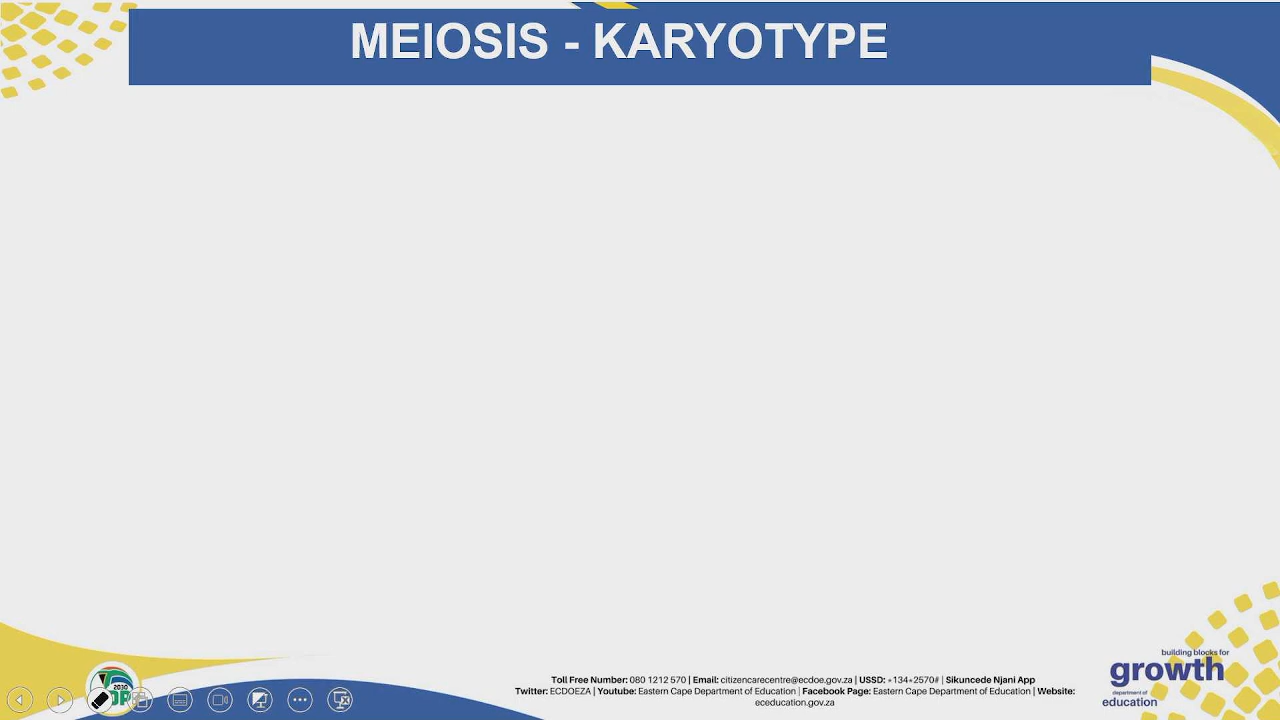 MEIOSIS - KARYOTYPE
2030
Toll Free Number: 080 1212 570 | Email: citizencarecentre@ecdoe.gov.za | USSD: *134*2570# | Sikuncede Njani App
Twitter: ECDOEZA | Youtube: Eastern Cape Department of Education | Facebook Page: Eastern Cape Department of Education | Website:
eceducation.gov.za
building blocks for
growth
department of
education